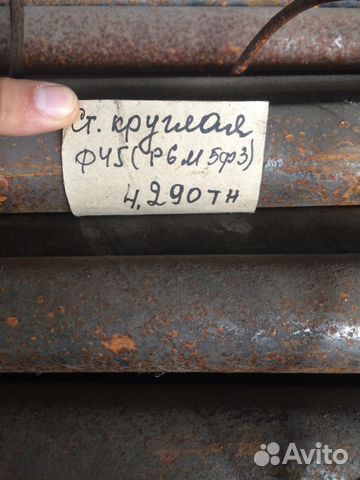 Ст. круглая
ф45 (Р6М5ф3)
4,290тн
Avito